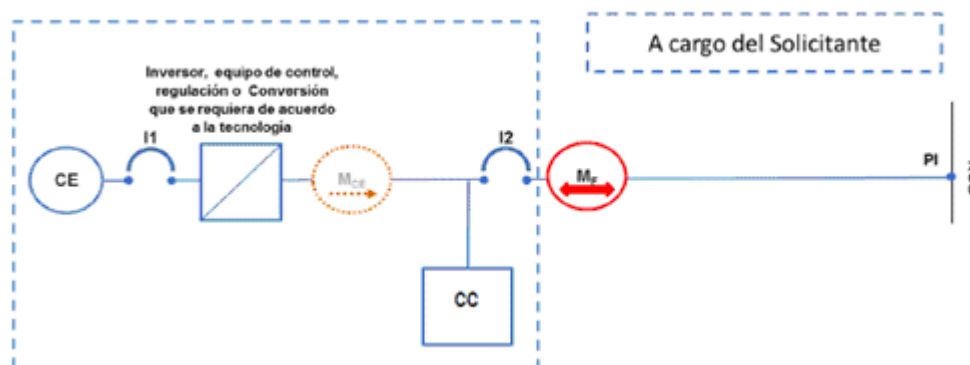 A cargo del Solicitante
Inversor, equipo de control,
regulación o Conversión
que se requiera de acuerdo
a la tecnología
I1
I2
CE
MCE
MF
PI
CC